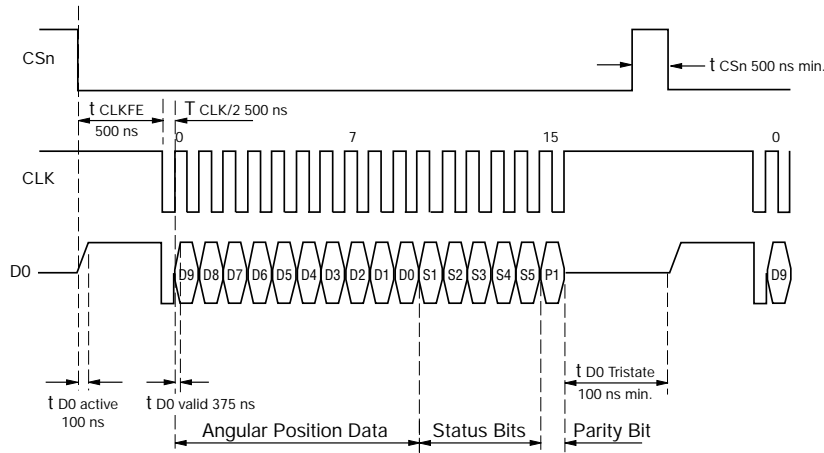 CSn
t CSn 500 ns min.
t CLKFE
500 ns
T CLK/2 500 ns
0
7
15
0
CLK
D0
D9
D8
D7
D6
D5
D4
D3
D2
D1
D0
S1
S2
S3
S4
S5
P1
D9
t D0 active
100 ns
t D0 valid 375 ns
t D0 Tristate
100 ns min.
Angular Position Data
Status Bits
Parity Bit